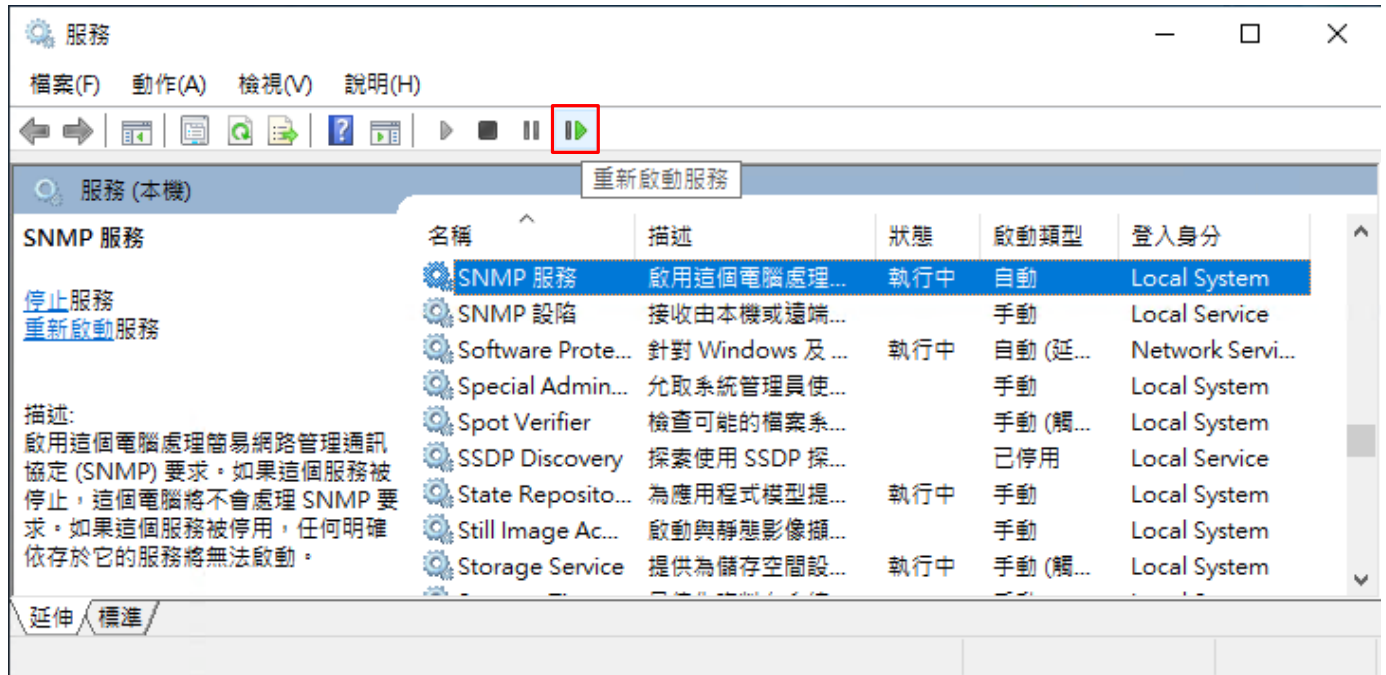 服務
檔案(F) 動作(A) 檢視(V) 說明(H)
重新啟動服務
服務 (本機)
SNMP 服務
停止服務
重新啟動服務
描述:
啟用這個電腦處理簡易網路管理通訊
協定 (SNMP) 要求。如果這個服務被
停止，這個電腦將不會處理 SNMP 要
求。如果這個服務被停用，任何明確
依存於它的服務將無法啟動。
名稱 描述 狀態 啟動類型 登入身分
SNMP 服務 啟用這個電腦處理... 執行中 自動 Local System
SNMP 設陷 接收由本機或遠端... 手動 Local Service
Software Prote... 針對 Windows 及 ... 執行中 自動 (延... Network Servi...
Special Admin... 允取系統管理員使... 手動 Local System
Spot Verifier 檢查可能的檔案系... 手動 (觸... Local System
SSDP Discovery 探索使用 SSDP 探... 已停用 Local Service
State Reposito... 為應用程式模型提... 執行中 手動 Local System
Still Image Ac... 啟動與靜態影像擷... 手動 Local System
Storage Service 提供為儲存空間設... 執行中 手動 (觸... Local System
延伸 標準